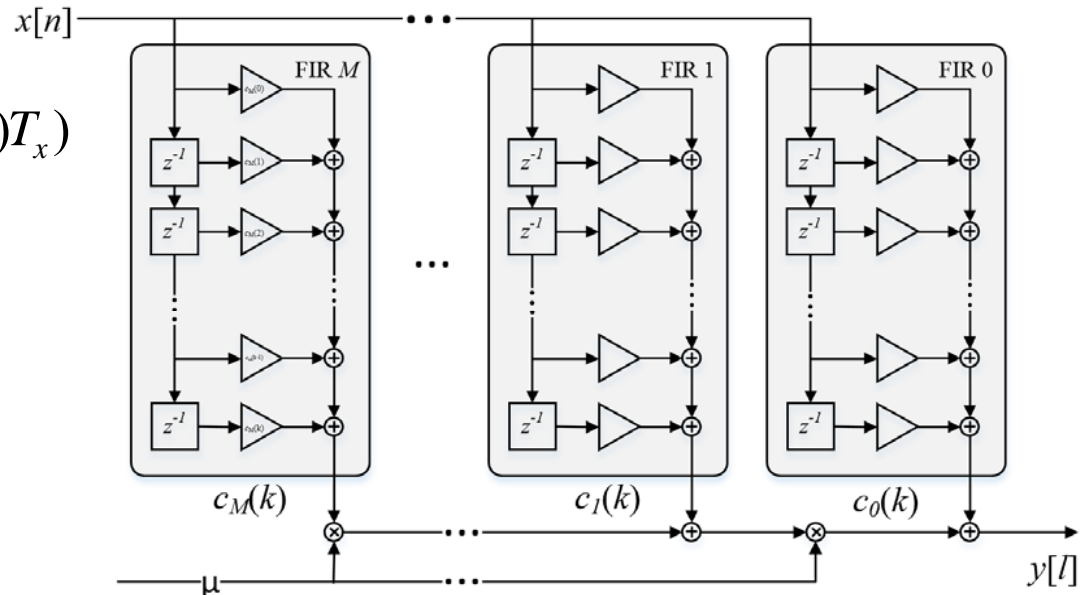 x[n]
• • •
)Tₓ)
FIR M
FIR 1
FIR 0
c_M(0)
z⁻¹
c_M(1)
+
z⁻¹
+
z⁻¹
+
z⁻¹
c_M(2)
+
z⁻¹
+
z⁻¹
+
...
+
+
+
z⁻¹
c_M(k)
+
z⁻¹
+
z⁻¹
+
c_M(k)
c_1(k)
c_0(k)
×
...
+
×
+
μ
...
y[l]